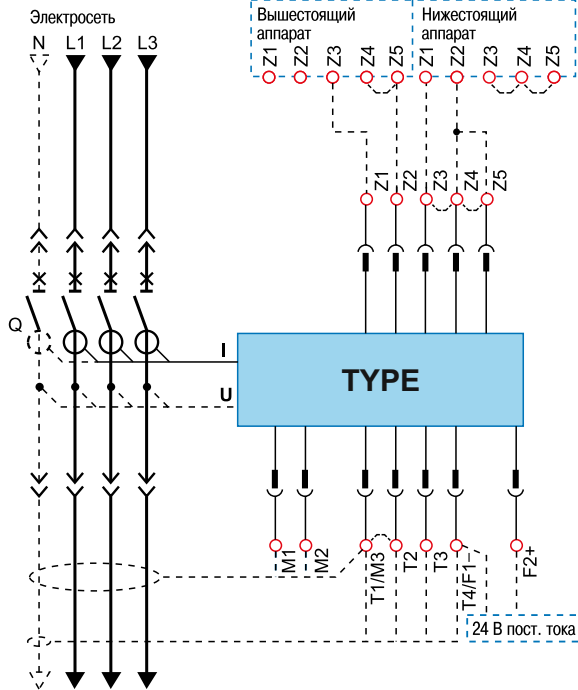 Электросеть
N L1 L2 L3
Вышестоящий
аппарат
Z1 Z2 Z3 Z4 Z5
Нижестоящий
аппарат
Z1 Z2 Z3 Z4 Z5
Z1 Z2 Z3 Z4 Z5
Q
I
U
TYPE
M1 M2 T1/M3 T2 T3 T4/F1– F2+
24 В пост. тока